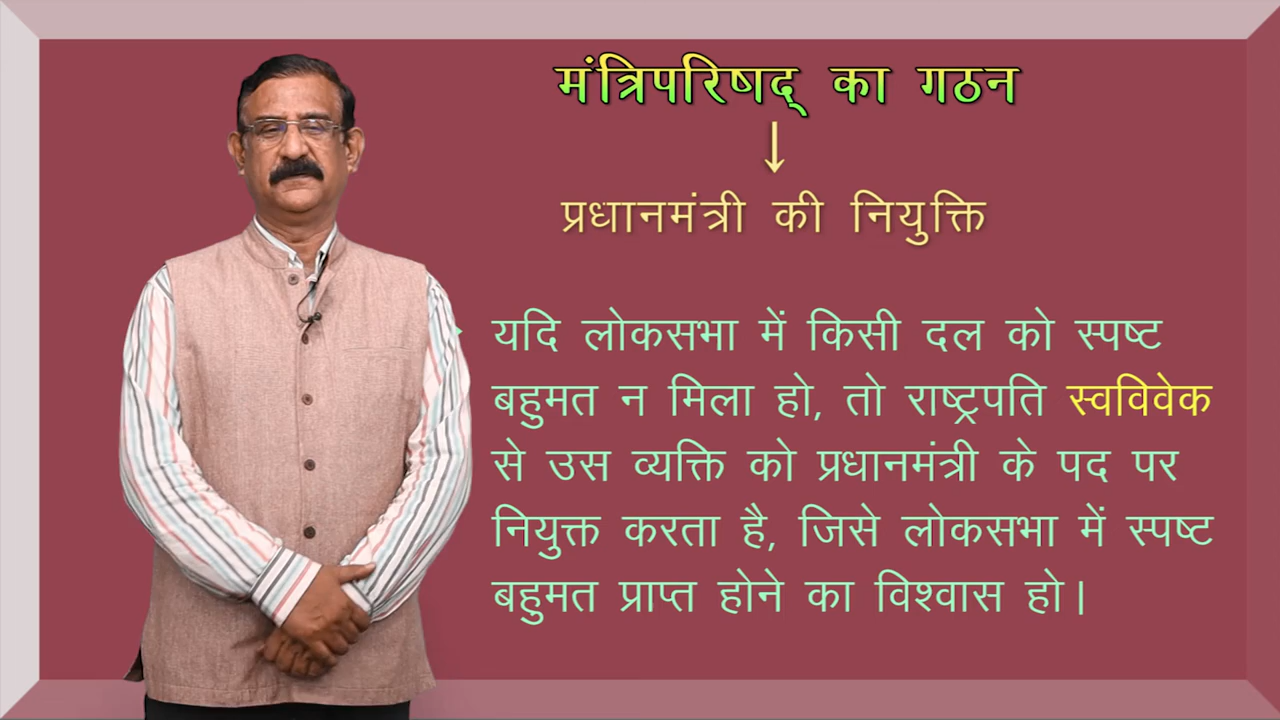 मंत्रिपरिषद् का गठन
↓
प्रधानमंत्री की नियुक्ति
यदि लोकसभा में किसी दल को स्पष्ट
बहुमत न मिला हो, तो राष्ट्रपति स्वविवेक
से उस व्यक्ति को प्रधानमंत्री के पद पर
नियुक्त करता है, जिसे लोकसभा में स्पष्ट
बहुमत प्राप्त होने का विश्वास हो।